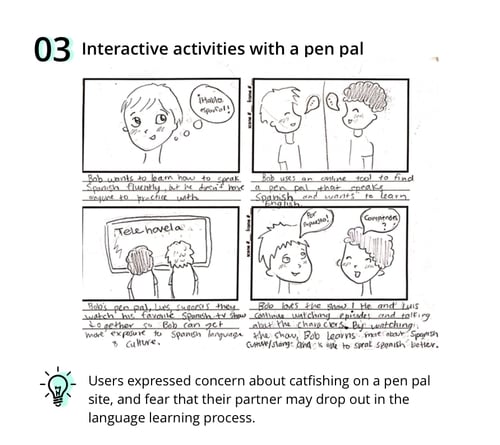 03 Interactive activities with a pen pal
¡Hablas español!
Bob wants to learn how to speak
Spanish fluently, but he doesn't have
anyone to practice with
Bob uses an online tool to find
a pen pal that speaks
Spanish and wants to learn
English
Telenovela
Bob's pen pal, Luis, suggests they
watch his favorite Spanish tv show
together so Bob can get
more exposure to Spanish language
& culture.
Por supuesto!
Comprendes?
Bob loves the show! He and Luis
continue watching episodes and talking
about the characters. By watching
the show, Bob learns more about Spanish
culture/slang and is able to speak Spanish better.
Users expressed concern about catfishing on a pen pal
site, and fear that their partner may drop out in the
language learning process.